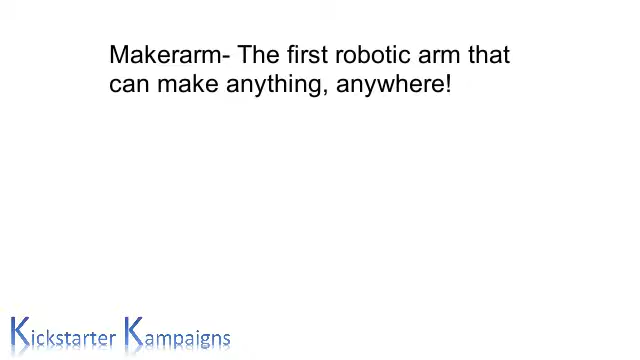 Makerarm- The first robotic arm that
can make anything, anywhere!
Kickstarter Kampaigns